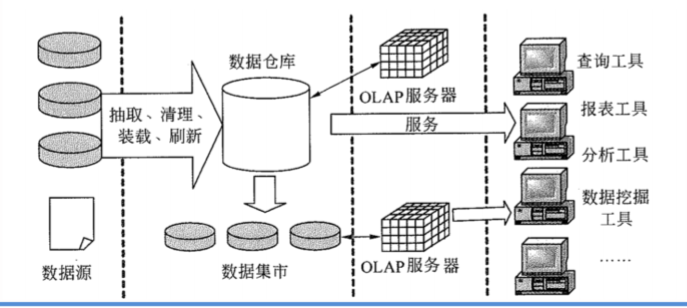 数据仓库
查询工具
OLAP服务器
抽取、清理、
装载、刷新
服务
报表工具
分析工具
数据挖掘
工具
数据源
数据集市
OLAP服务器
……